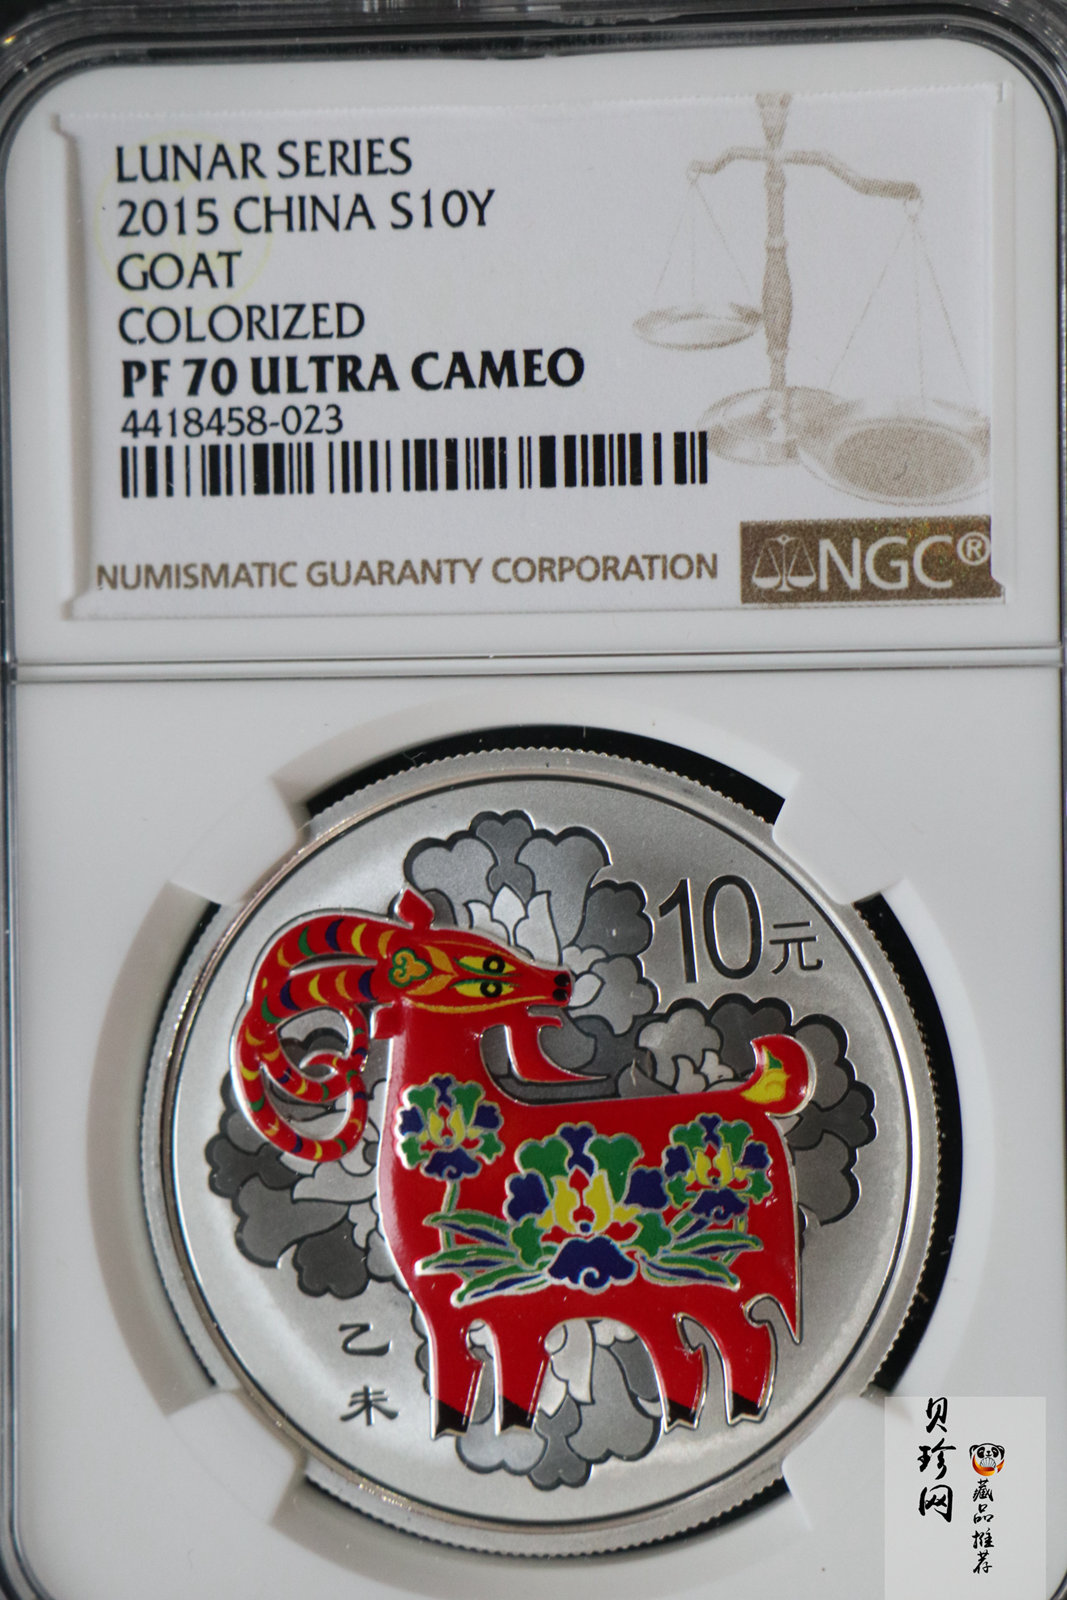 LUNAR SERIES
2015 CHINA S10Y
GOAT
COLORIZED
PF 70 ULTRA CAMEO
4418458-023
NUMISMATIC GUARANTY CORPORATION
NGC®
10元
乙未
贝珍网
藏品推荐